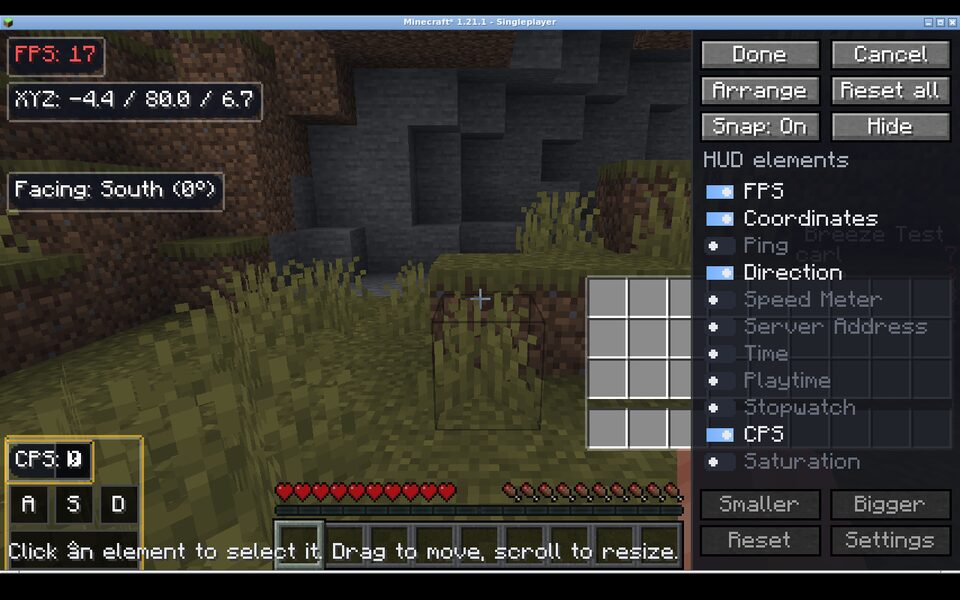 Minecraft* 1.21.1 - Singleplayer
FPS: 17
XYZ: -4.4 / 80.0 / 6.7
Facing: South (0°)
Done
Cancel
Arrange
Reset all
Snap: On
Hide
HUD elements
FPS
Coordinates
Ping
Breeze Test
carl
Direction
Speed Meter
Server Address
Time
Playtime
Stopwatch
CPS
Saturation
Smaller
Bigger
Reset
Settings
CPS: 0
A S D
Click an element to select it. Drag to move, scroll to resize.